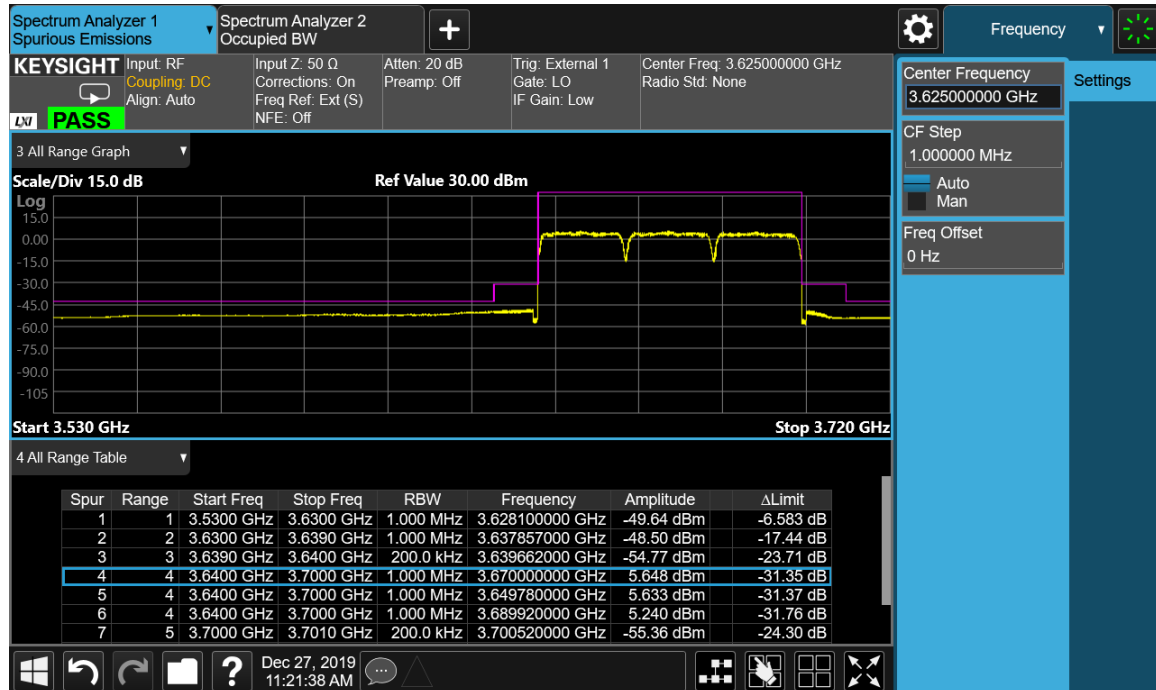 Spectrum Analyzer 1
Spurious Emissions
Spectrum Analyzer 2
Occupied BW
Frequency
KEYSIGHT
LXI
PASS
Input: RF
Coupling: DC
Align: Auto
Input Z: 50 Ω
Corrections: On
Freq Ref: Ext (S)
NFE: Off
Atten: 20 dB
Preamp: Off
Trig: External 1
Gate: LO
IF Gain: Low
Center Freq: 3.625000000 GHz
Radio Std: None
Center Frequency
3.625000000 GHz
Settings
CF Step
1.000000 MHz
Auto
Man
Freq Offset
0 Hz
3 All Range Graph
Scale/Div 15.0 dB Ref Value 30.00 dBm
Log
15.0
0.00
-15.0
-30.0
-45.0
-60.0
-75.0
-90.0
-105
Start 3.530 GHz Stop 3.720 GHz
4 All Range Table
Spur Range Start Freq Stop Freq RBW Frequency Amplitude ΔLimit
1 1 3.5300 GHz 3.6300 GHz 1.000 MHz 3.628100000 GHz -49.64 dBm -6.583 dB
2 2 3.6300 GHz 3.6390 GHz 1.000 MHz 3.637857000 GHz -48.50 dBm -17.44 dB
3 3 3.6390 GHz 3.6400 GHz 200.0 kHz 3.639662000 GHz -54.77 dBm -23.71 dB
4 4 3.6400 GHz 3.7000 GHz 1.000 MHz 3.670000000 GHz 5.648 dBm -31.35 dB
5 4 3.6400 GHz 3.7000 GHz 1.000 MHz 3.649780000 GHz 5.633 dBm -31.37 dB
6 4 3.6400 GHz 3.7000 GHz 1.000 MHz 3.689920000 GHz 5.240 dBm -31.76 dB
7 5 3.7000 GHz 3.7010 GHz 200.0 kHz 3.700520000 GHz -55.36 dBm -24.30 dB
Dec 27, 2019
11:21:38 AM